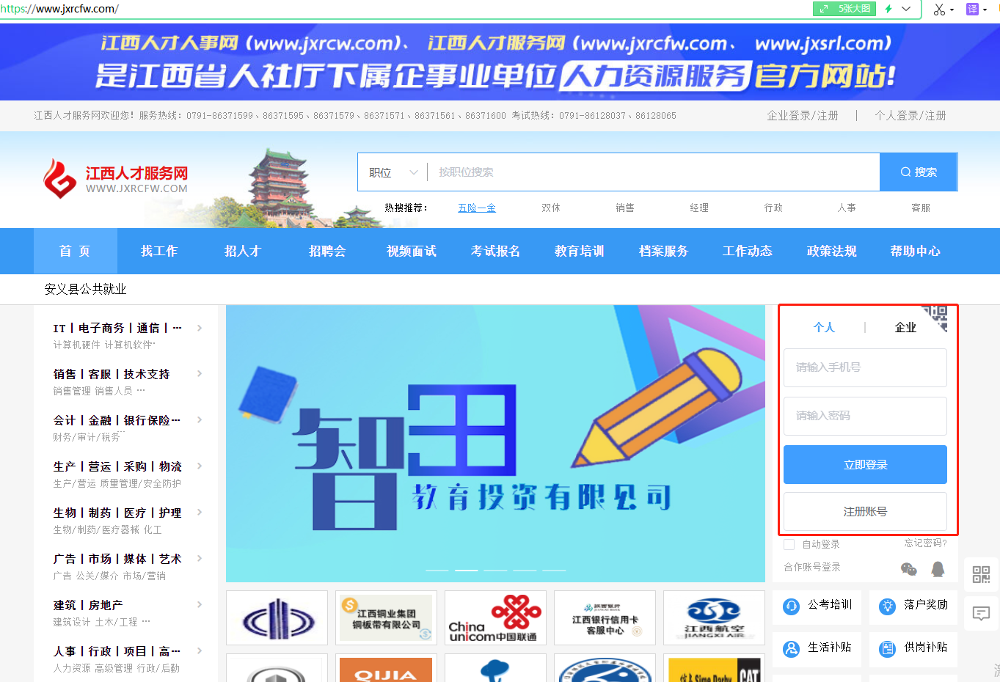 https://www.jxrcfw.com/
5张大图
译
江西人才人事网 (www.jxrcw.com)、 江西人才服务网 (www.jxrcfw.com、 www.jxsrl.com)
是江西省人社厅下属企事业单位人力资源服务官方网站!
江西人才服务网欢迎您! 服务热线: 0791-86371599、86371595、86371579、86371571、86371561、86371600 考试热线: 0791-86128037、86128065
企业登录/注册 | 个人登录/注册
江西人才服务网
WWW.JXRCFW.COM
职位
按职位搜索
搜索
热搜推荐: 五险一金 双休 销售 经理 行政 人事 客服
首 页 找工作 招人才 招聘会 视频面试 考试报名 教育培训 档案服务 工作动态 政策法规 帮助中心
安义县公共就业
IT | 电子商务 | 通信 | ···
计算机硬件 计算机软件···
销售 | 客服 | 技术支持
销售管理 销售人员 ···
会计 | 金融 | 银行保险···
财务/审计/税务···
生产 | 营运 | 采购 | 物流
生产/营运 质量管理/安全防护
生物 | 制药 | 医疗 | 护理
生物/制药/医疗器械 化工
广告 | 市场 | 媒体 | 艺术
广告 公关/媒介 市场/营销
建筑 | 房地产
建筑设计 土木/工程 ···
人事 | 行政 | 项目 | 高···
人力资源 高级管理 行政/后勤
智田
教育投资有限公司
个人 | 企业
请输入手机号
请输入密码
立即登录
注册账号
自动登录
忘记密码?
合作账号登录
江西铜业集团
铜板带有限公司
China
unicom中国联通
江西银行
JIANGXI BANK
江西银行信用卡
客服中心
江西航空
JIANGXI AIR
公考培训
落户奖励
生活补贴
供岗补贴
QIJIA
Sime Darby
CAT